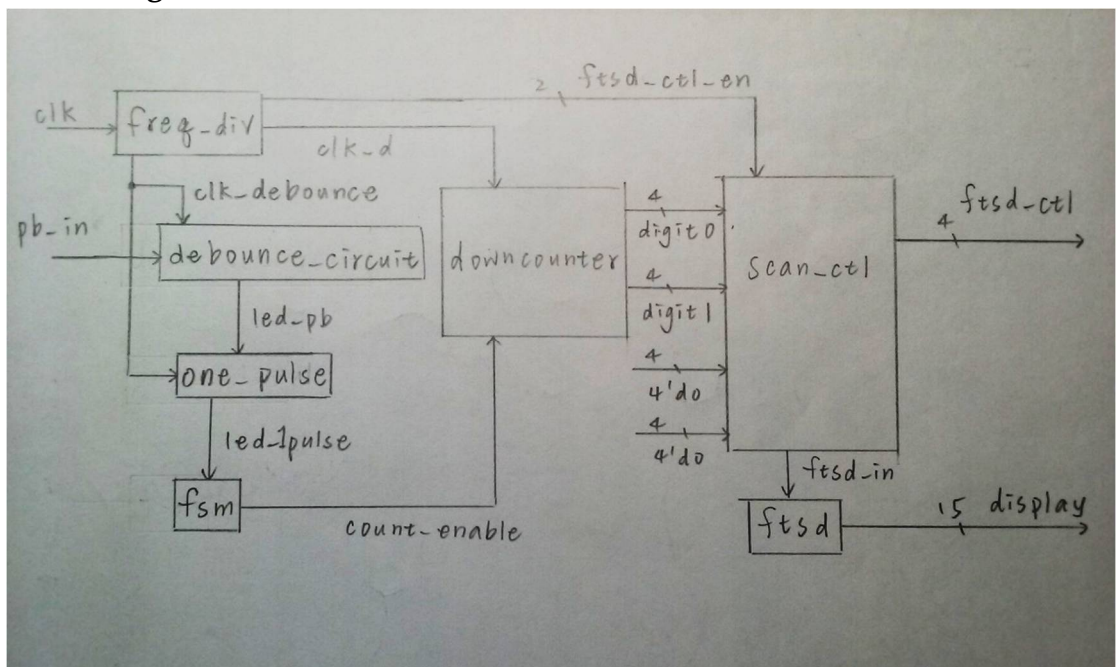 2 ftsd_ctl_en
clk
freq_div
clk_d
clk_debounce
pb_in
debounce_circuit
downcounter
4
digit0
4
digit1
4
4'd0
4
4'd0
scan_ctl
4 ftsd_ctl
led_pb
one_pulse
led_1pulse
fsm
count_enable
ftsd_in
ftsd
15 display